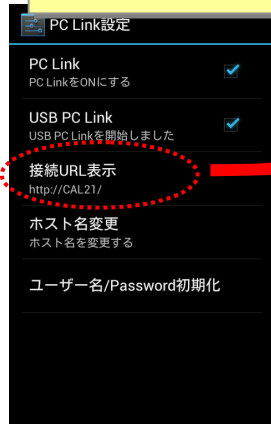 PC Link設定
PC Link
PC LinkをONにする
USB PC Link
USB PC Linkを開始しました
接続URL表示
http://CAL21/
ホスト名変更
ホスト名を変更する
ユーザー名/Password初期化